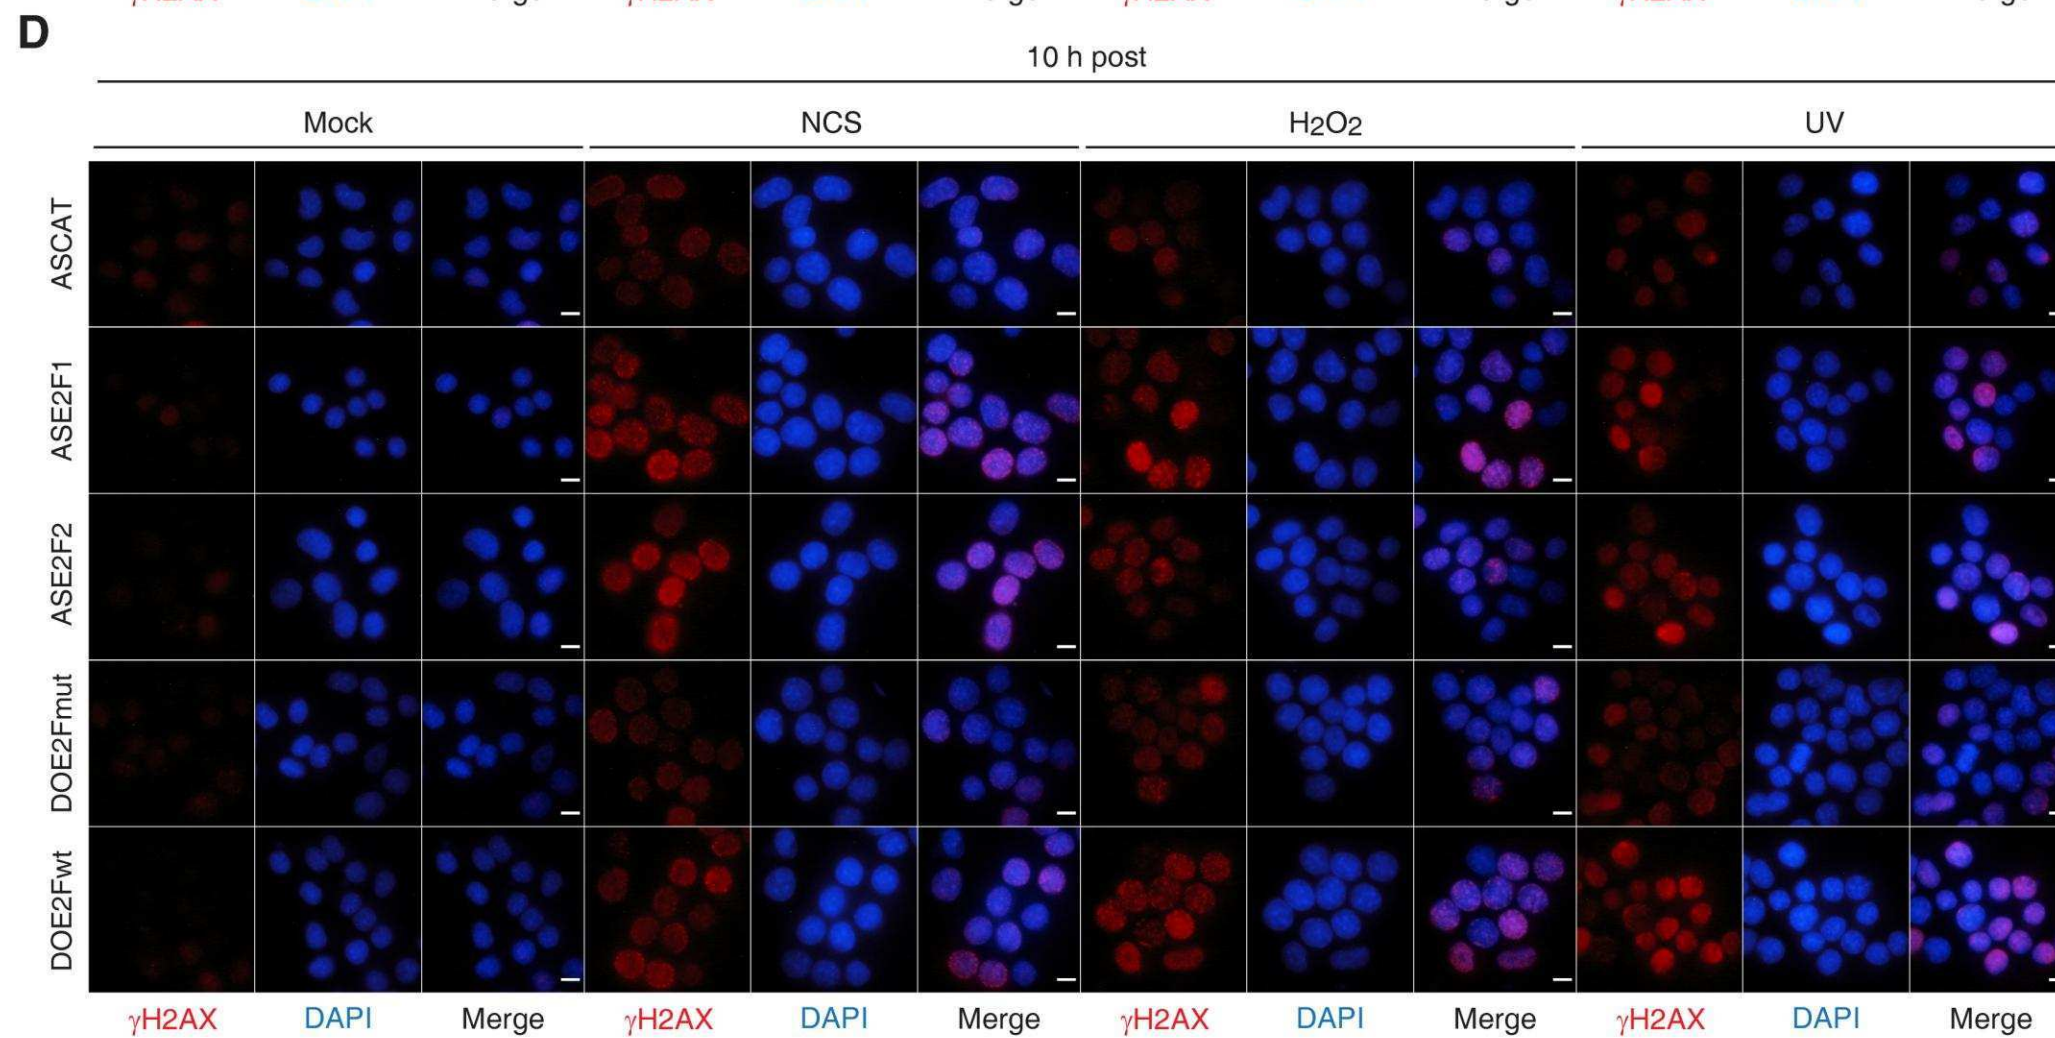 D
10 h post
Mock NCS H2O2 UV
ASCAT
ASE2F1
ASE2F2
DOE2Fmut
DOE2Fwt
γH2AX DAPI Merge γH2AX DAPI Merge γH2AX DAPI Merge γH2AX DAPI Merge